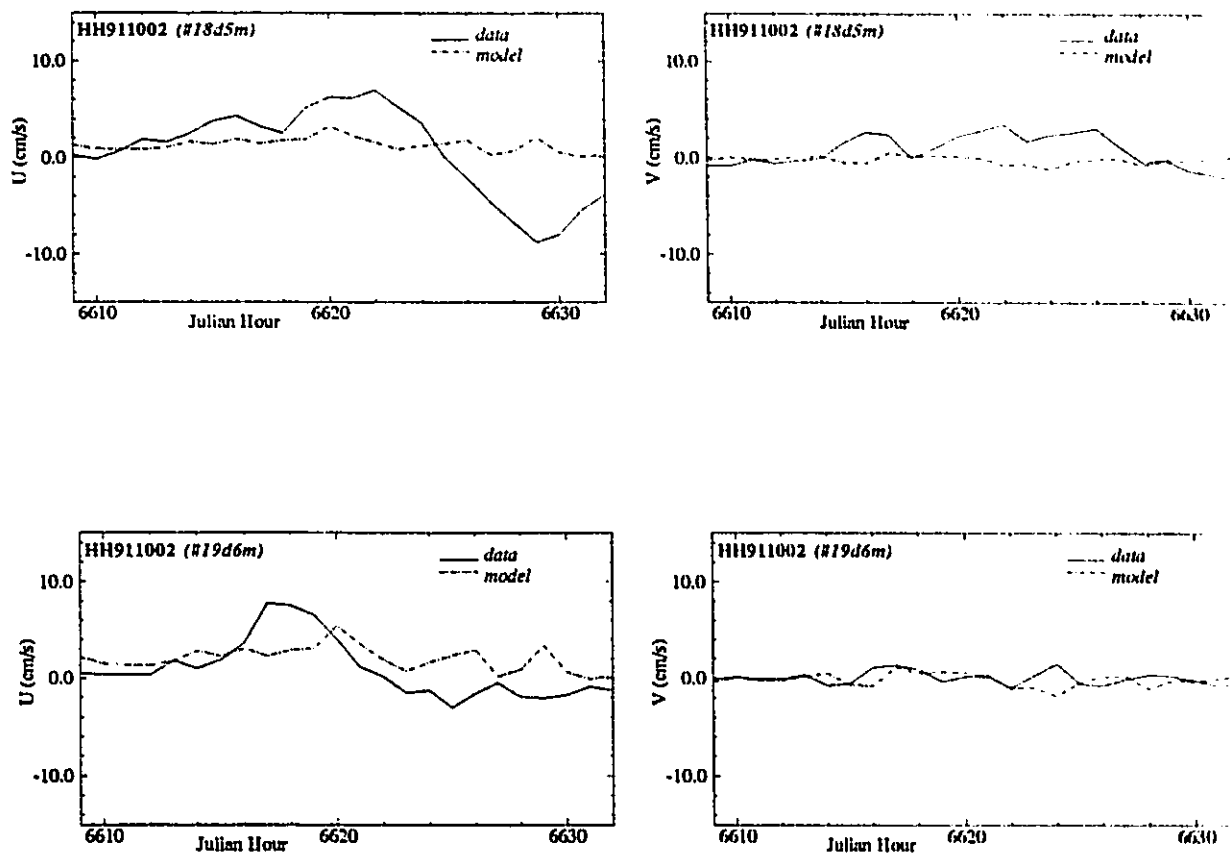 HH911002 (#18d5m)
data
model
10.0
0.0
-10.0
U (cm/s)
6610
6620
6630
Julian Hour
HH911002 (#18d5m)
data
model
10.0
0.0
-10.0
V (cm/s)
6610
6620
6630
Julian Hour
HH911002 (#19d6m)
data
model
10.0
0.0
-10.0
U (cm/s)
6610
6620
6630
Julian Hour
HH911002 (#19d6m)
data
model
10.0
0.0
-10.0
V (cm/s)
6610
6620
6630
Julian Hour